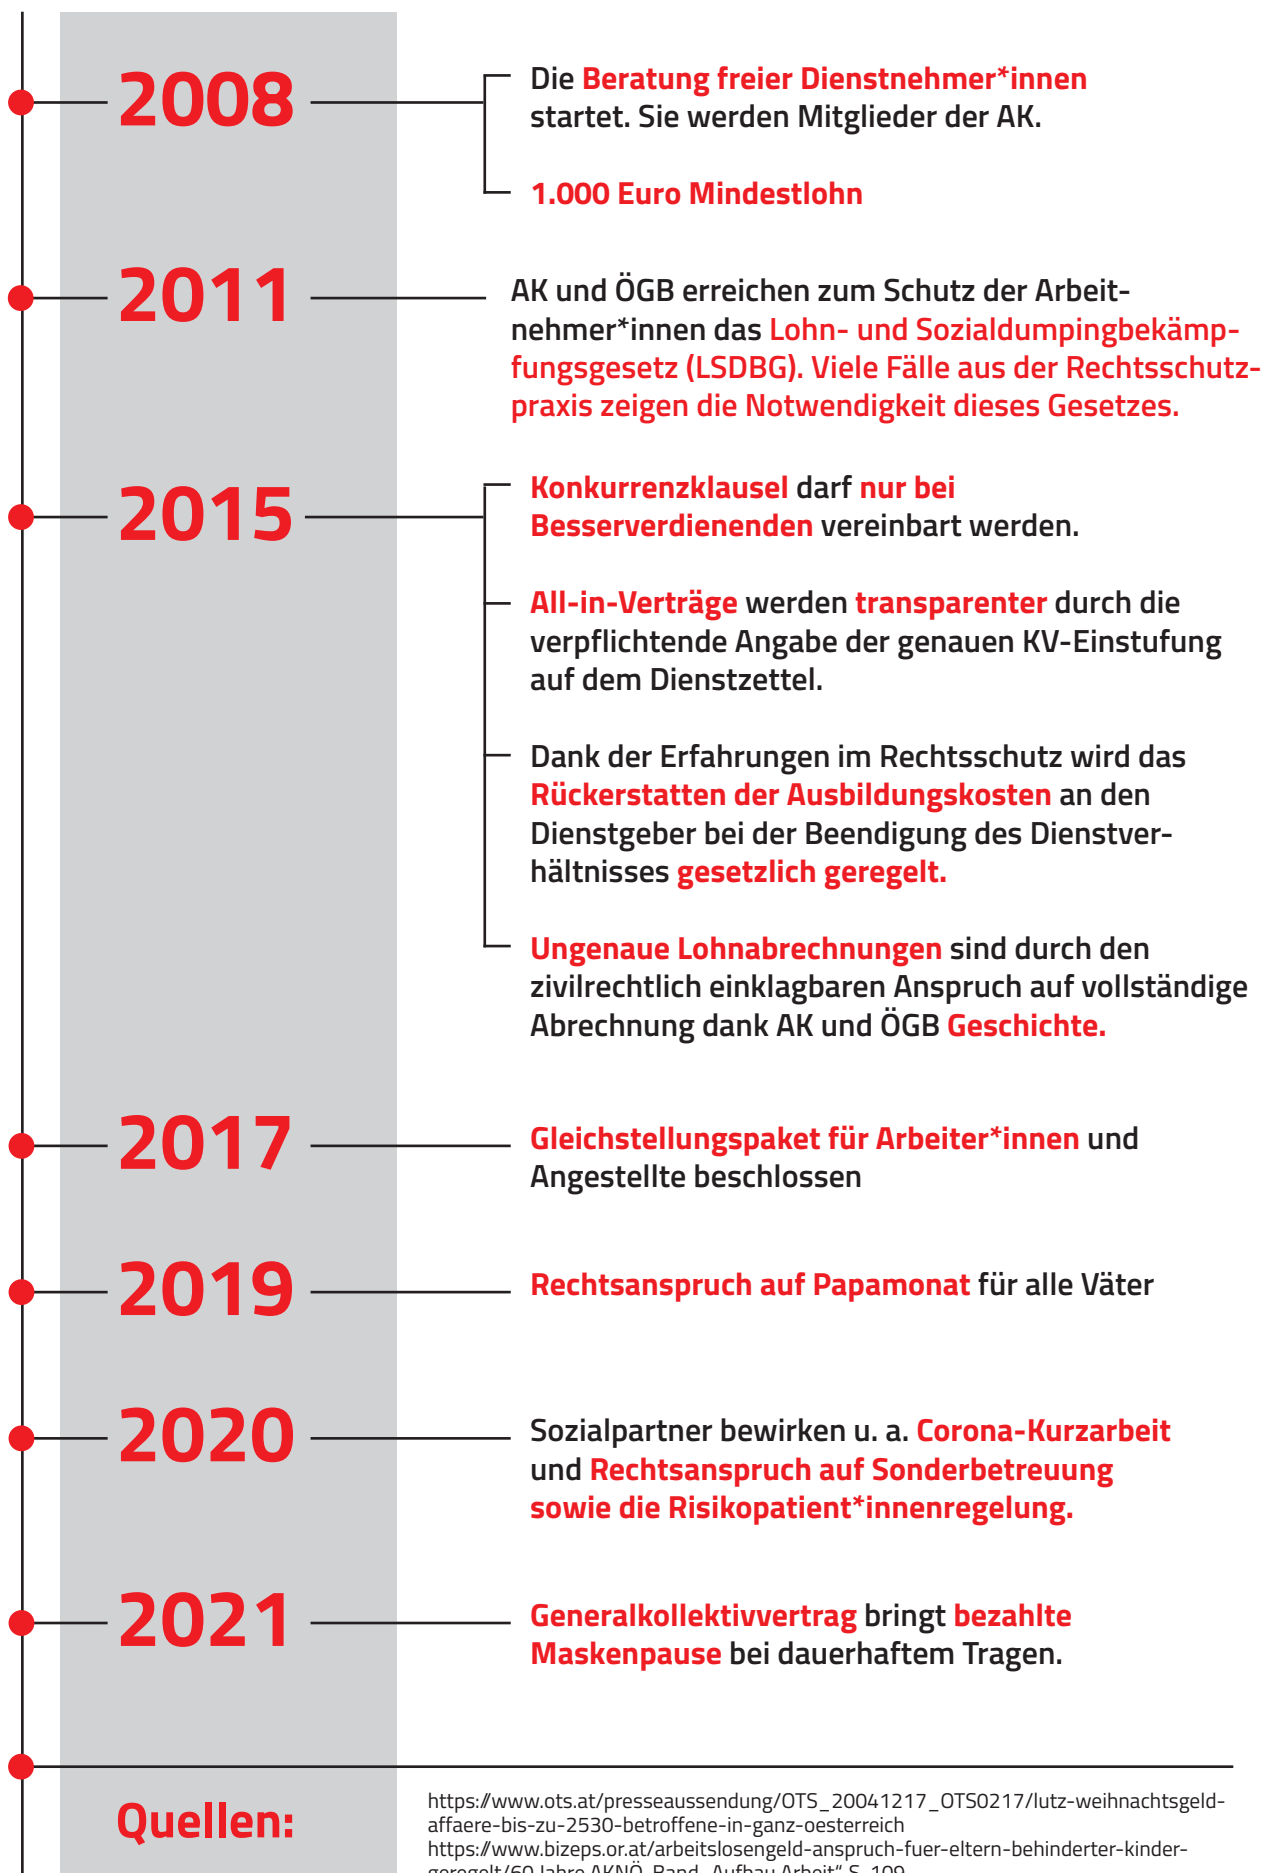 2008
Die Beratung freier Dienstnehmer*innen
startet. Sie werden Mitglieder der AK.
1.000 Euro Mindestlohn
2011
AK und ÖGB erreichen zum Schutz der Arbeit-
nehmer*innen das Lohn- und Sozialdumpingbekämp-
fungsgesetz (LSDBG). Viele Fälle aus der Rechtsschutz-
praxis zeigen die Notwendigkeit dieses Gesetzes.
2015
Konkurrenzklausel darf nur bei
Besserverdienenden vereinbart werden.
All-in-Verträge werden transparenter durch die
verpflichtende Angabe der genauen KV-Einstufung
auf dem Dienstzettel.
Dank der Erfahrungen im Rechtsschutz wird das
Rückerstatten der Ausbildungskosten an den
Dienstgeber bei der Beendigung des Dienstver-
hältnisses gesetzlich geregelt.
Ungenaue Lohnabrechnungen sind durch den
zivilrechtlich einklagbaren Anspruch auf vollständige
Abrechnung dank AK und ÖGB Geschichte.
2017
Gleichstellungspaket für Arbeiter*innen und
Angestellte beschlossen
2019
Rechtsanspruch auf Papamonat für alle Väter
2020
Sozialpartner bewirken u. a. Corona-Kurzarbeit
und Rechtsanspruch auf Sonderbetreuung
sowie die Risikopatient*innenregelung.
2021
Generalkollektivvertrag bringt bezahlte
Maskenpause bei dauerhaftem Tragen.
Quellen:
https://www.ots.at/presseaussendung/OTS_20041217_OTS0217/lutz-weihnachtsgeld-
affaere-bis-zu-2530-betroffene-in-ganz-oesterreich
https://www.bizeps.or.at/arbeitslosengeld-anspruch-fuer-eltern-behinderter-kinder-
geregelt/60 Jahre AKNÖ, Band „Aufbau Arbeit“ S. 109